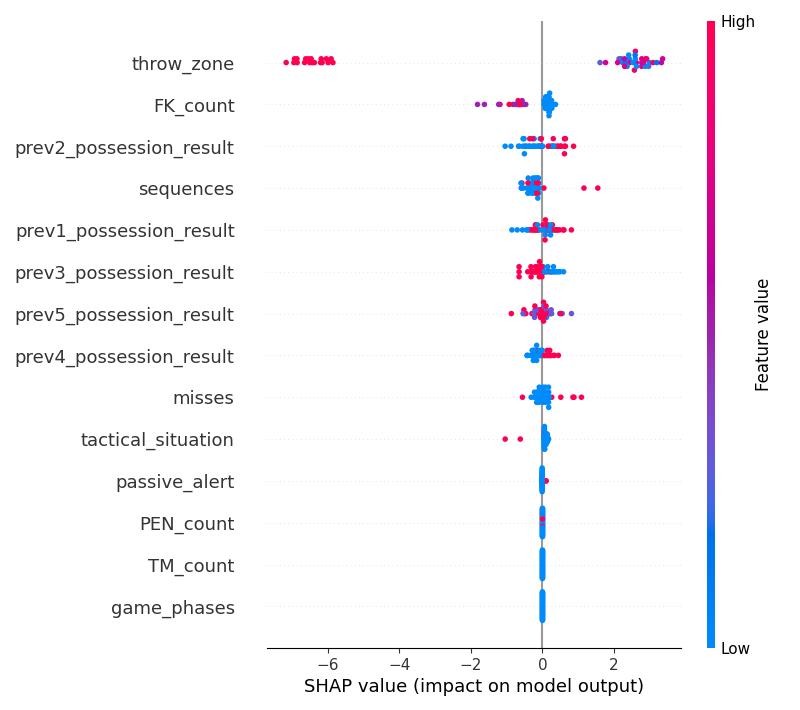 High
throw_zone
FK_count
prev2_possession_result
sequences
prev1_possession_result
prev3_possession_result
prev5_possession_result
prev4_possession_result
misses
tactical_situation
passive_alert
PEN_count
TM_count
game_phases
Feature value
Low
−6 −4 −2 0 2
SHAP value (impact on model output)